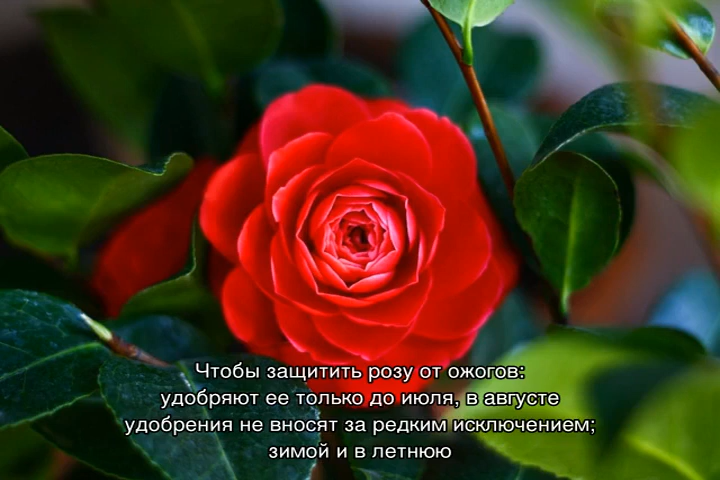 Чтобы защитить розу от ожогов:
удобряют ее только до июля, в августе
удобрения не вносят за редким исключением;
зимой и в летнюю